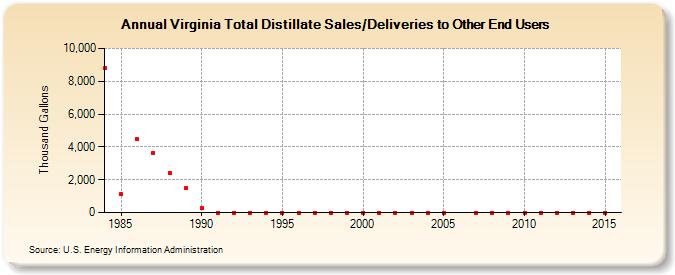 Annual Virginia Total Distillate Sales/Deliveries to Other End Users
Thousand Gallons
10,000
8,000
6,000
4,000
2,000
0
1985 1990 1995 2000 2005 2010 2015
Source: U.S. Energy Information Administration